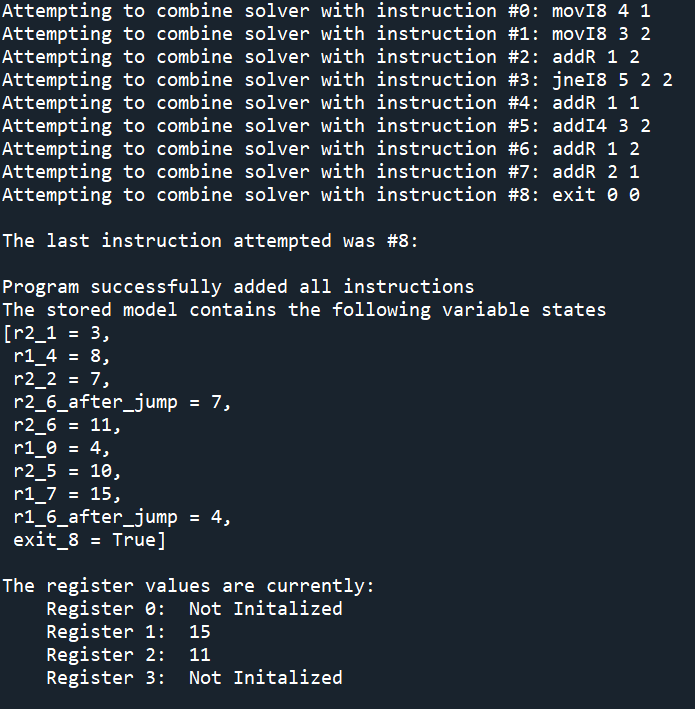 Attempting to combine solver with instruction #0: movI8 4 1
Attempting to combine solver with instruction #1: movI8 3 2
Attempting to combine solver with instruction #2: addR 1 2
Attempting to combine solver with instruction #3: jneI8 5 2 2
Attempting to combine solver with instruction #4: addR 1 1
Attempting to combine solver with instruction #5: addI4 3 2
Attempting to combine solver with instruction #6: addR 1 2
Attempting to combine solver with instruction #7: addR 2 1
Attempting to combine solver with instruction #8: exit 0 0
The last instruction attempted was #8:
Program successfully added all instructions
The stored model contains the following variable states
[r2_1 = 3,
r1_4 = 8,
r2_2 = 7,
r2_6_after_jump = 7,
r2_6 = 11,
r1_0 = 4,
r2_5 = 10,
r1_7 = 15,
r1_6_after_jump = 4,
exit_8 = True]
The register values are currently:
Register 0: Not Initalized
Register 1: 15
Register 2: 11
Register 3: Not Initalized